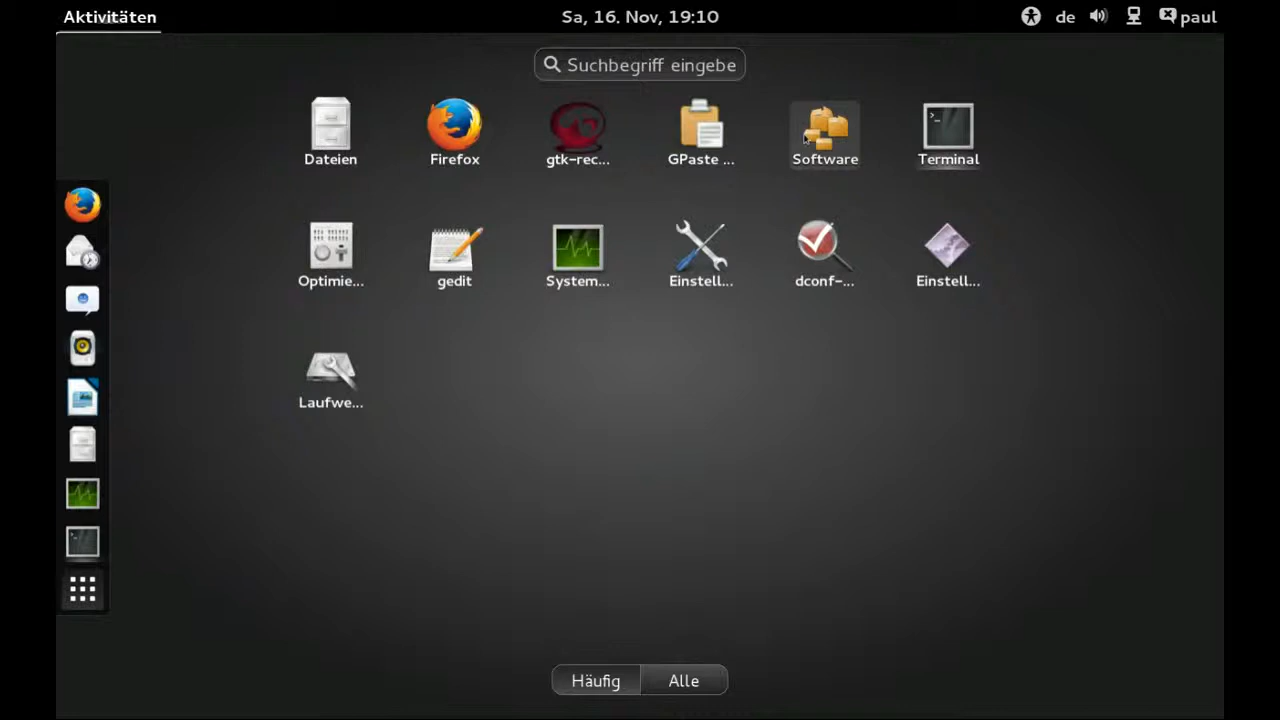 Aktivitäten
Sa, 16. Nov, 19:10
de
paul
Suchbegriff eingebe
Dateien
Firefox
gtk-rec...
GPaste ...
Software
Terminal
Optimie...
gedit
System...
Einstell...
dconf-...
Einstell...
Laufwe...
Häufig
Alle